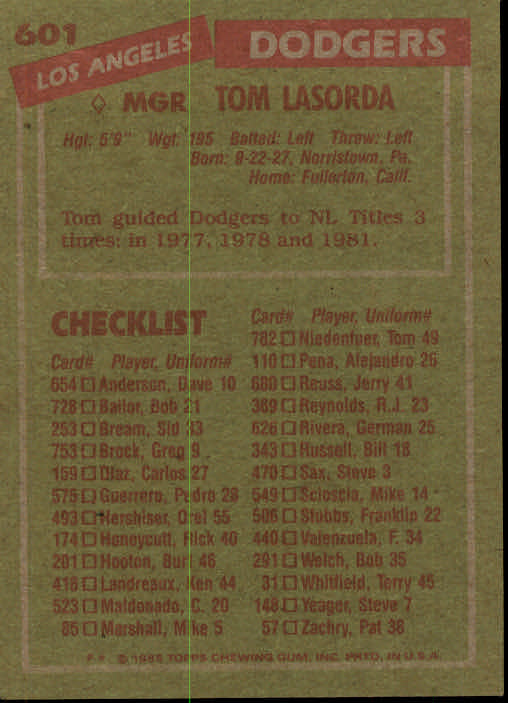 601
LOS ANGELES DODGERS
◊ MGR TOM LASORDA
Hgt: 5'9" Wgt: 195 Batted: Left Threw: Left
Born: 9-22-27, Norristown, Pa.
Home: Fullerton, Calif.
Tom guided Dodgers to NL Titles 3
times: in 1977, 1978 and 1981.
CHECKLIST
Card# Player, Uniform#
654 □ Anderson, Dave 10
728 □ Bailor, Bob 21
253 □ Bream, Sid 33
753 □ Brock, Greg 9
159 □ Diaz, Carlos 27
575 □ Guerrero, Pedro 28
493 □ Hershiser, Orel 55
174 □ Honeycutt, Rick 40
201 □ Hooton, Burt 46
418 □ Landreaux, Ken 44
523 □ Maldonado, C. 20
85 □ Marshall, Mike 5
Card# Player, Uniform#
782 □ Niedenfuer, Tom 49
110 □ Pena, Alejandro 26
680 □ Reuss, Jerry 41
369 □ Reynolds, R.J. 23
626 □ Rivera, German 25
343 □ Russell, Bill 18
470 □ Sax, Steve 3
549 □ Scioscia, Mike 14
506 □ Stubbs, Franklin 22
440 □ Valenzuela, F. 34
291 □ Welch, Bob 35
31 □ Whitfield, Terry 45
148 □ Yeager, Steve 7
57 □ Zachry, Pat 38
© 1985 TOPPS CHEWING GUM, INC. PRTD. IN U.S.A.